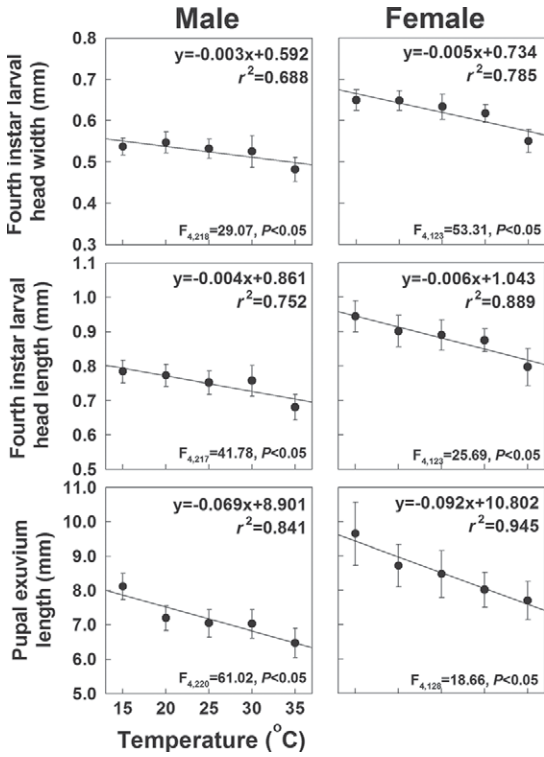 Male Female
Fourth instar larval head width (mm)
0.8
0.7
0.6
0.5
0.4
0.3
y=-0.003x+0.592
r²=0.688
F4,218=29.07, P<0.05
y=-0.005x+0.734
r²=0.785
F4,123=53.31, P<0.05
Fourth instar larval head length (mm)
1.1
1.0
0.9
0.8
0.7
0.6
0.5
y=-0.004x+0.861
r²=0.752
F4,217=41.78, P<0.05
y=-0.006x+1.043
r²=0.889
F4,123=25.69, P<0.05
Pupal exuvium length (mm)
11.0
10.0
9.0
8.0
7.0
6.0
5.0
y=-0.069x+8.901
r²=0.841
F4,220=61.02, P<0.05
y=-0.092x+10.802
r²=0.945
F4,128=18.66, P<0.05
15 20 25 30 35
Temperature (°C)